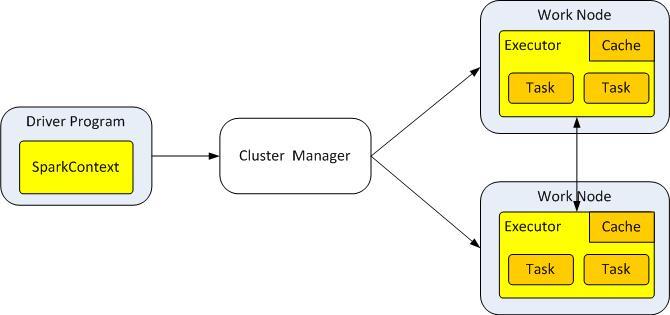 Driver Program
SparkContext
Cluster Manager
Work Node
Executor
Cache
Task
Task
Work Node
Executor
Cache
Task
Task